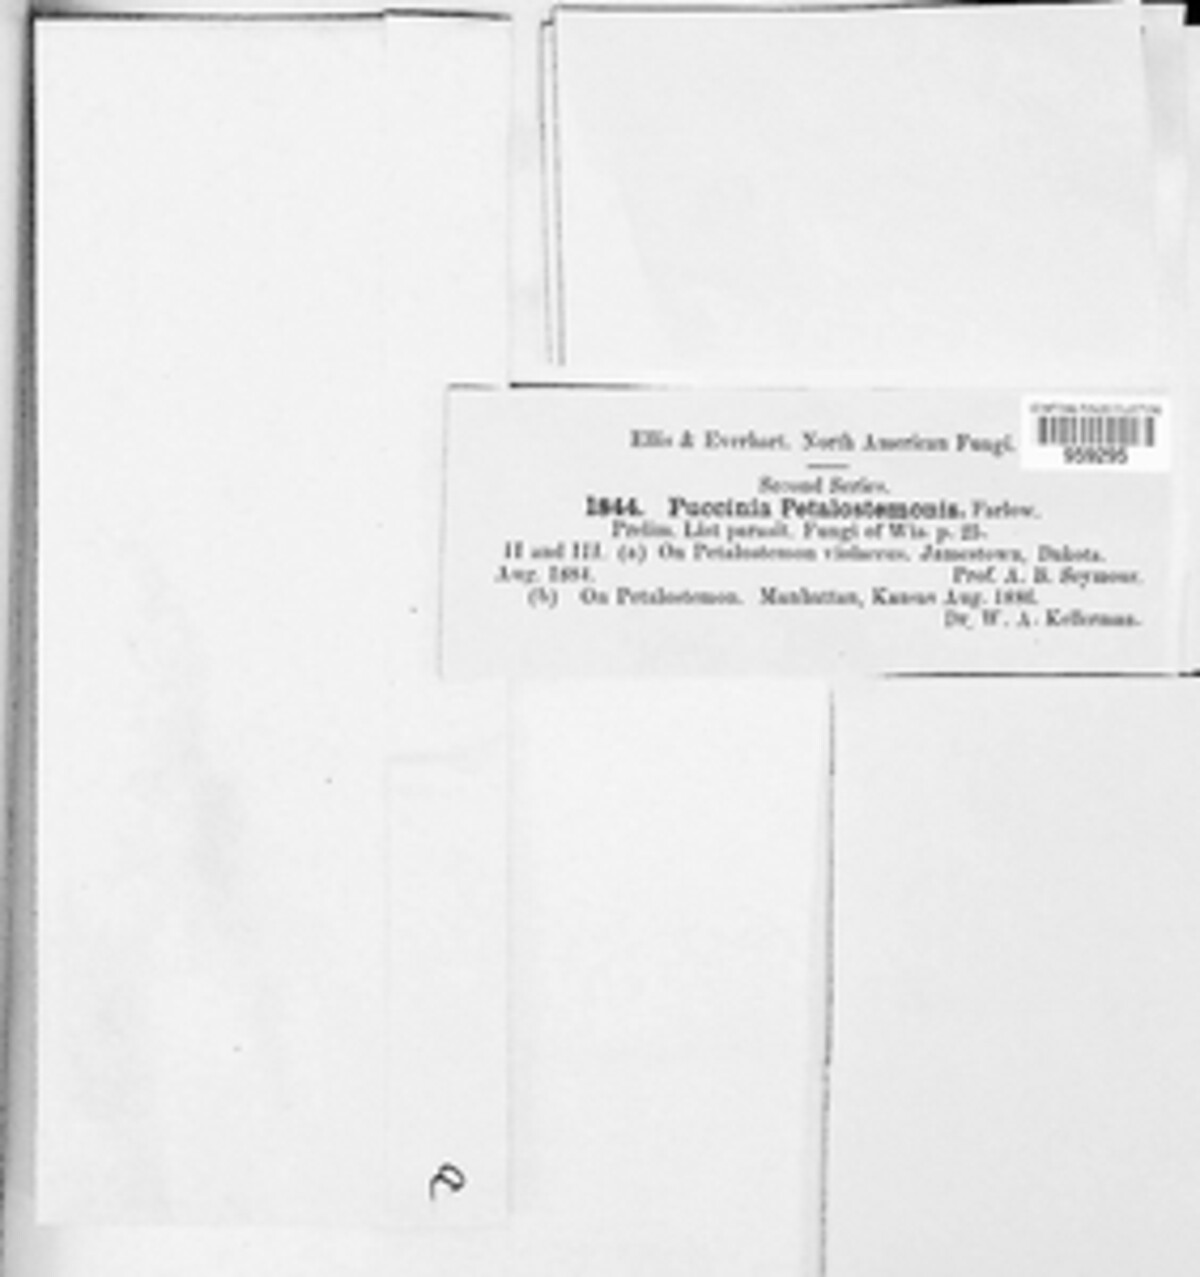 959295
Ellis & Everhart. North American Fungi.
Second Series.
1844. Puccinia Petalostemonis. Farlow.
Prelim. List parasit. Fungi of Wis. p. 25.
II and III. (a) On Petalostemon violaceus. Jamestown, Dakota.
Aug. 1884. Prof. A. B. Seymour.
(b) On Petalostemon. Manhattan, Kansas Aug. 1886.
Dr. W. A. Kellerman.